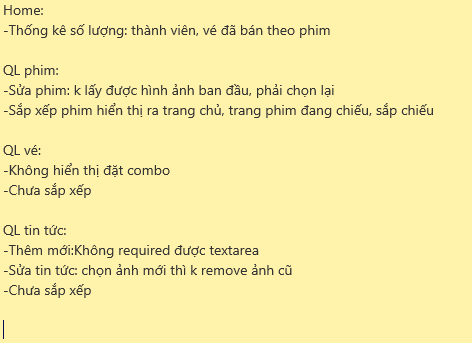 Home:
-Thống kê số lượng: thành viên, vé đã bán theo phim
QL phim:
-Sửa phim: k lấy được hình ảnh ban đầu, phải chọn lại
-Sắp xếp phim hiển thị ra trang chủ, trang phim đang chiếu, sắp chiếu
QL vé:
-Không hiển thị đặt combo
-Chưa sắp xếp
QL tin tức:
-Thêm mới:Không required được textarea
-Sửa tin tức: chọn ảnh mới thì k remove ảnh cũ
-Chưa sắp xếp